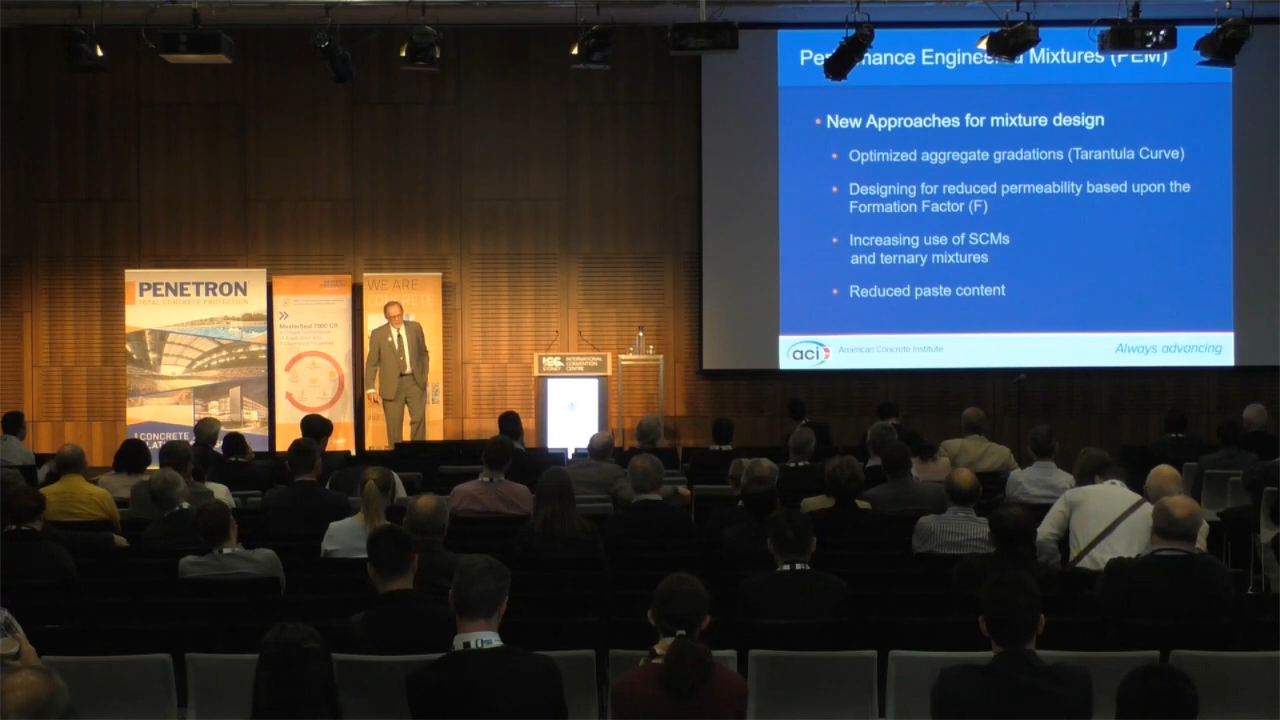 Performance Engineered Mixtures (PEM)
• New Approaches for mixture design
• Optimized aggregate gradations (Tarantula Curve)
• Designing for reduced permeability based upon the
Formation Factor (F)
• Increasing use of SCMs
and ternary mixtures
• Reduced paste content
aci
American Concrete Institute
Always advancing
PENETRON
TOTAL CONCRETE PROTECTION
CONCRETE
MasterSeal 7000 CR
WE ARE
CONCRETE
ICC
SYDNEY
INTERNATIONAL
CONVENTION
CENTRE